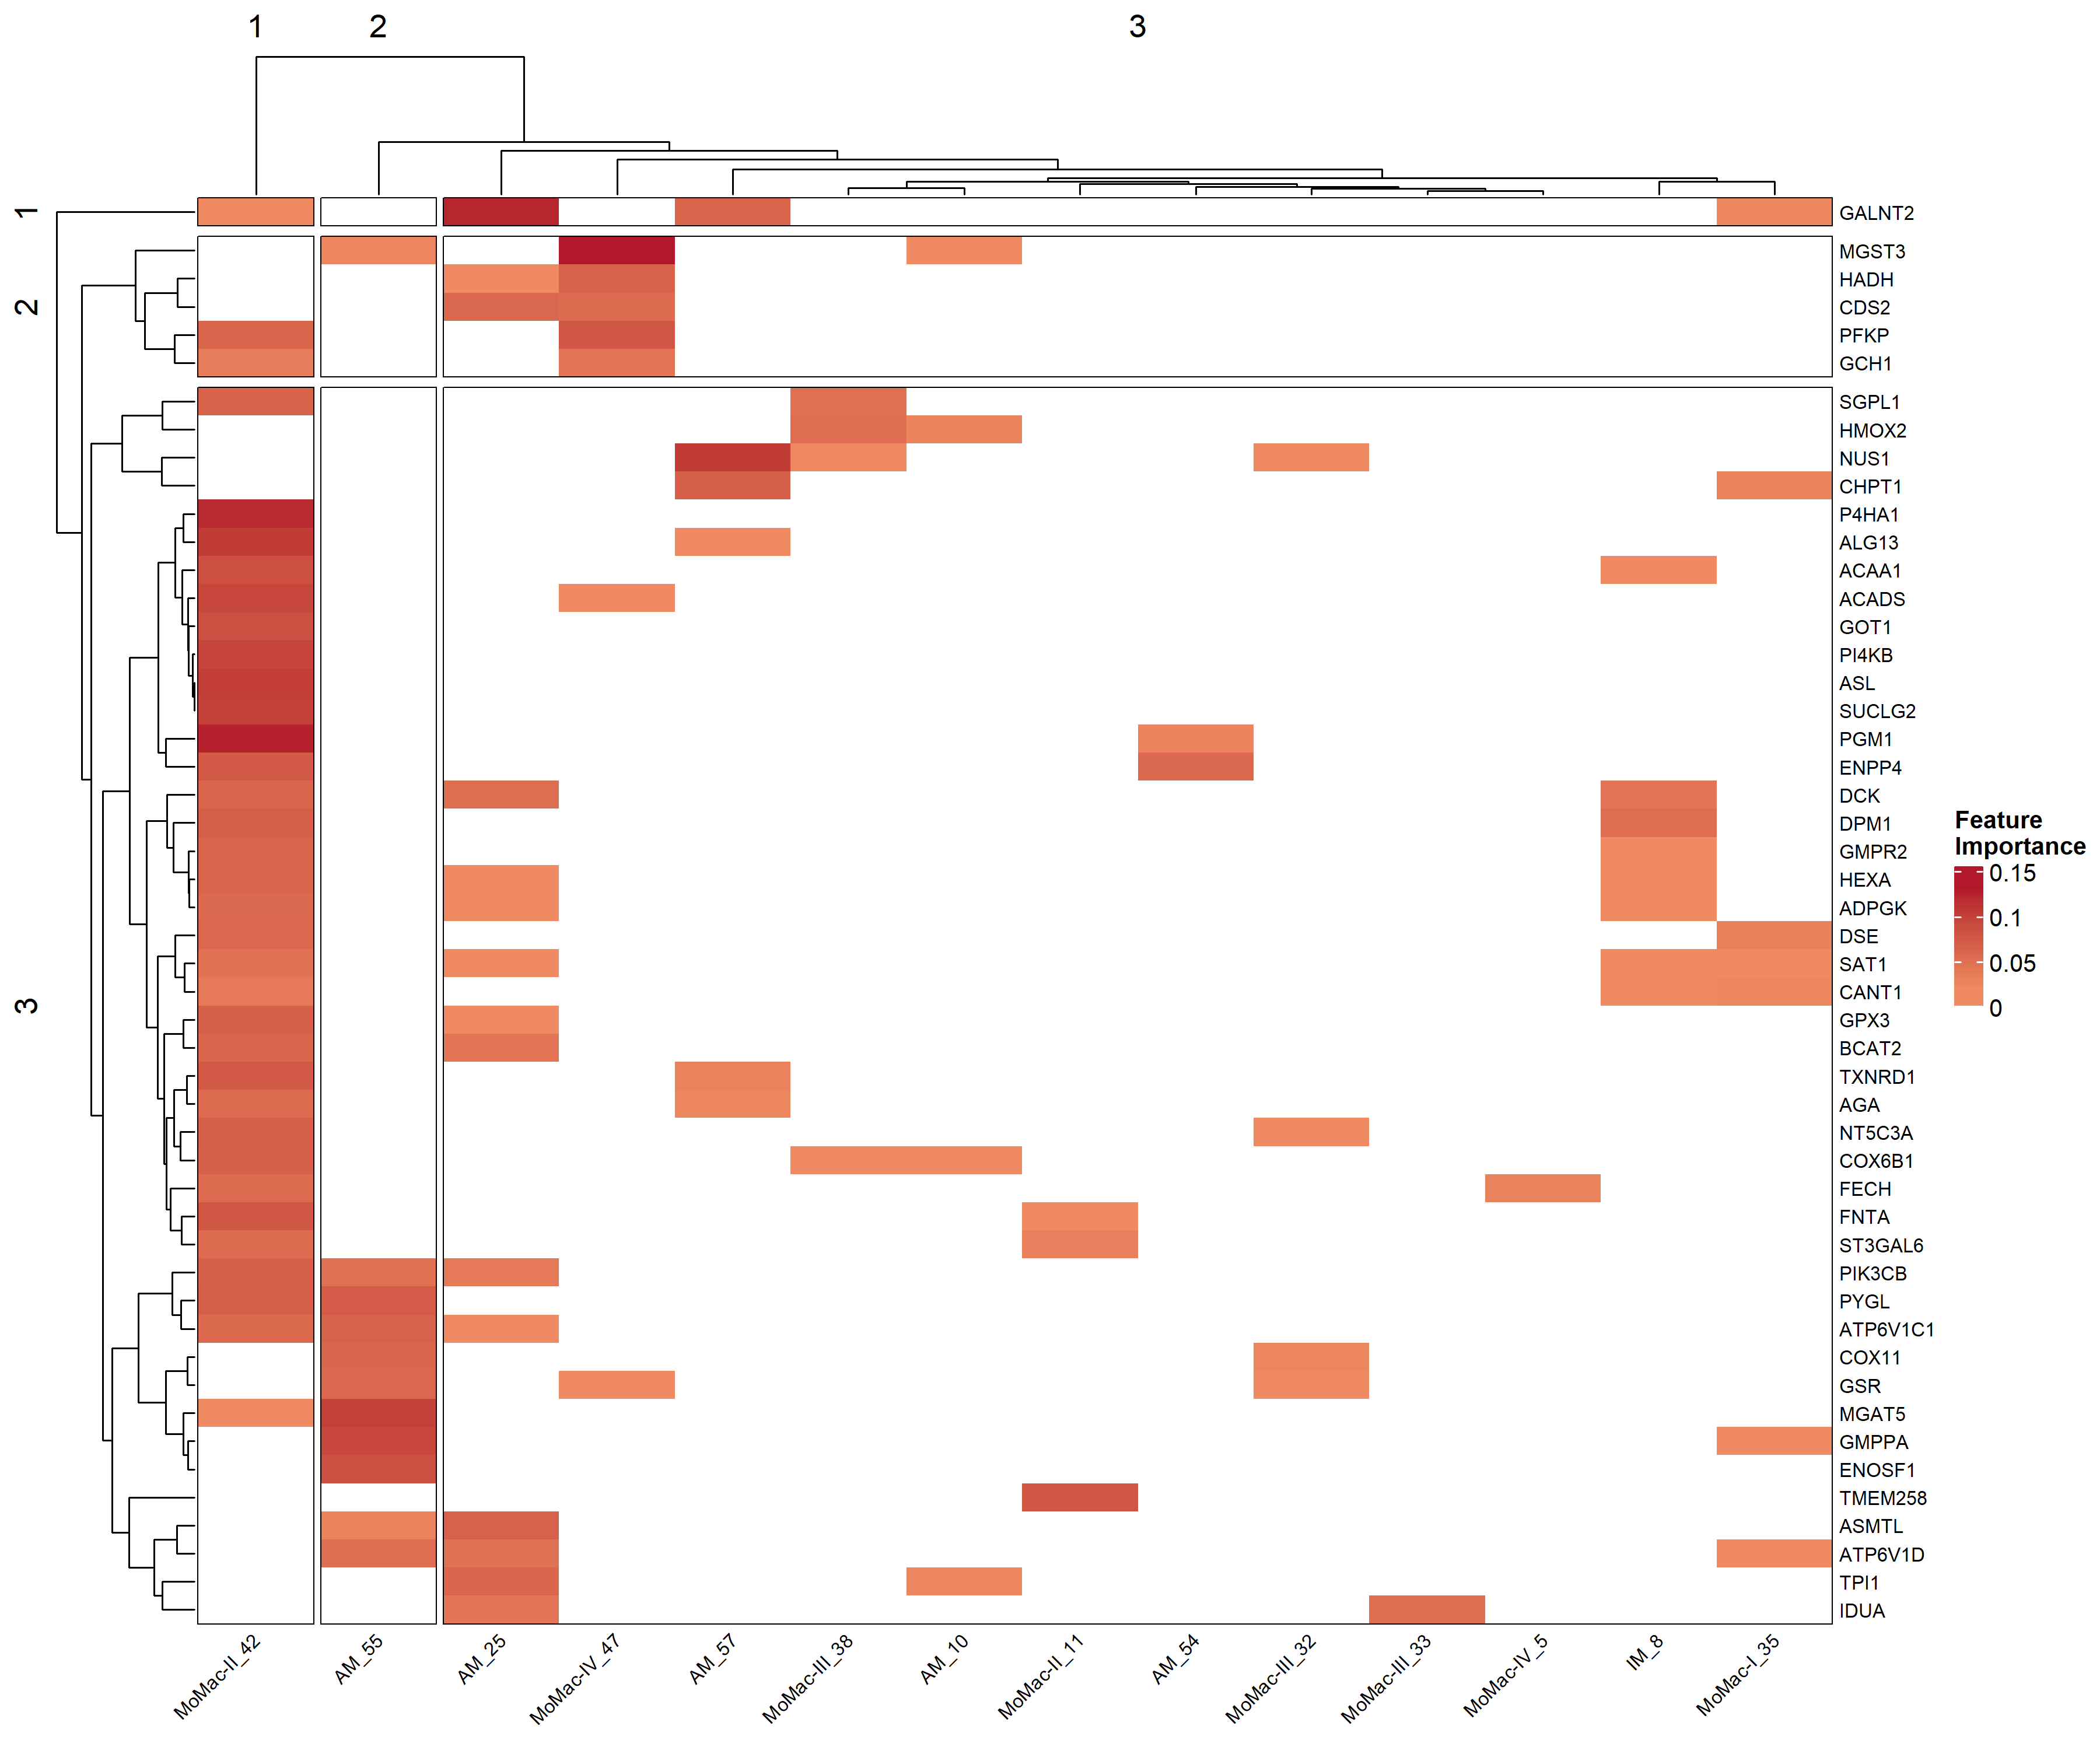 1 2 3
1
2
3
GALNT2
MGST3
HADH
CDS2
PFKP
GCH1
SGPL1
HMOX2
NUS1
CHPT1
P4HA1
ALG13
ACAA1
ACADS
GOT1
PI4KB
ASL
SUCLG2
PGM1
ENPP4
DCK
DPM1
GMPR2
HEXA
ADPGK
DSE
SAT1
CANT1
GPX3
BCAT2
TXNRD1
AGA
NT5C3A
COX6B1
FECH
FNTA
ST3GAL6
PIK3CB
PYGL
ATP6V1C1
COX11
GSR
MGAT5
GMPPA
ENOSF1
TMEM258
ASMTL
ATP6V1D
TPI1
IDUA
MoMac-II_42
AM_55
AM_25
MoMac-IV_47
AM_57
MoMac-III_38
AM_10
MoMac-II_11
AM_54
MoMac-III_32
MoMac-III_33
MoMac-IV_5
IM_8
MoMac-I_35
Feature
Importance
0.15
0.1
0.05
0